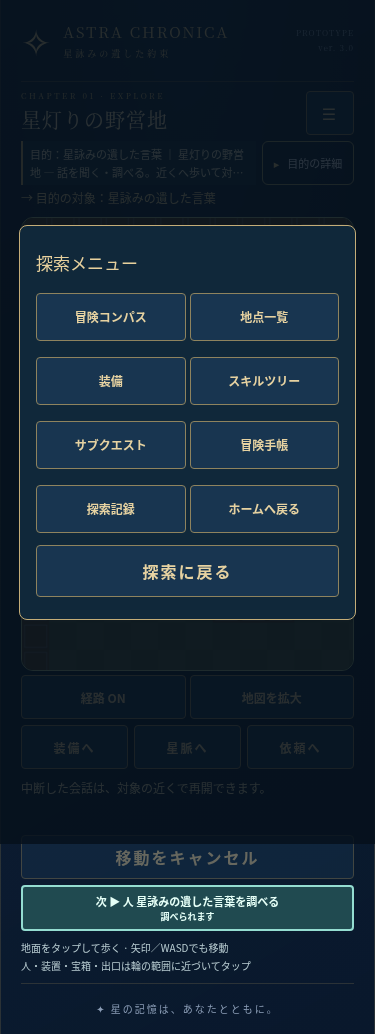 ASTRA CHRONICA
星詠みの遺した約束
PROTOTYPE
CHAPTER 01 EXPLORE
星灯りの野営地
☰
目的：星詠みの遺した言葉 ｜ 星灯りの野営
地 — 話を聞く・調べる。近くへ歩いて対…
▸ 目的の詳細
→ 目的の対象：星詠みの遺した言葉
探索メニュー
冒険コンパス
地点一覧
装備
スキルツリー
サブクエスト
冒険手帳
探索記録
ホームへ戻る
探索に戻る
経路 ON
地図を拡大
装備へ
星脈へ
依頼へ
中断した会話は、対象の近くで再開できます。
移動をキャンセル
次 ▶ 人 星詠みの遺した言葉を調べる
調べられます
地面をタップして歩く · 矢印／WASDでも移動
人・装置・宝箱・出口は輪の範囲に近づいてタップ
✦ 星の記憶は、あなたとともに。